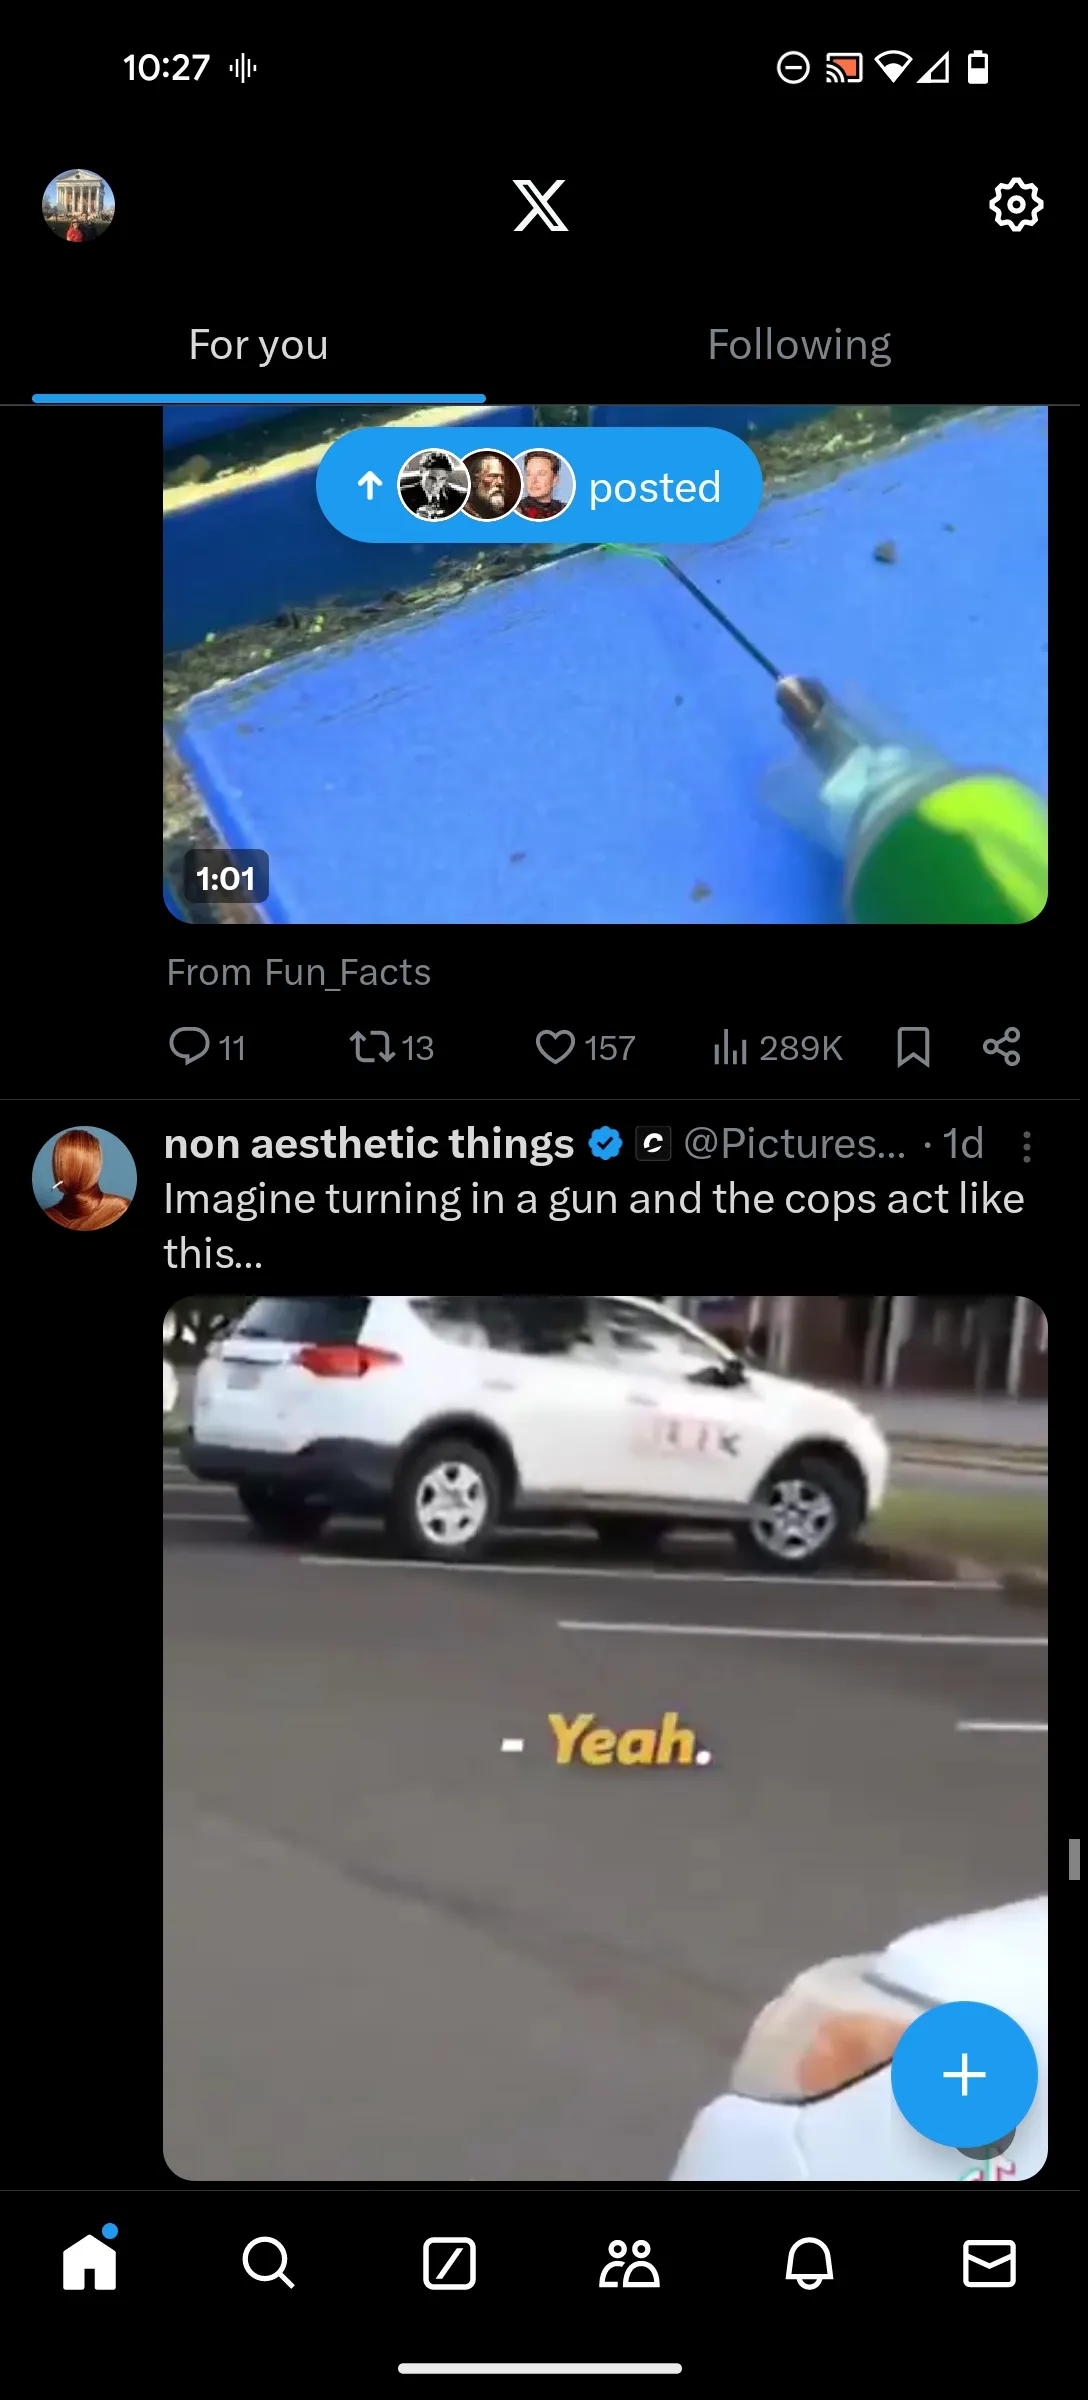 10:27
For you
Following
posted
1:01
From Fun_Facts
11
13
157
289K
non aesthetic things @Pictures... · 1d
Imagine turning in a gun and the cops act like
this...
- Yeah.